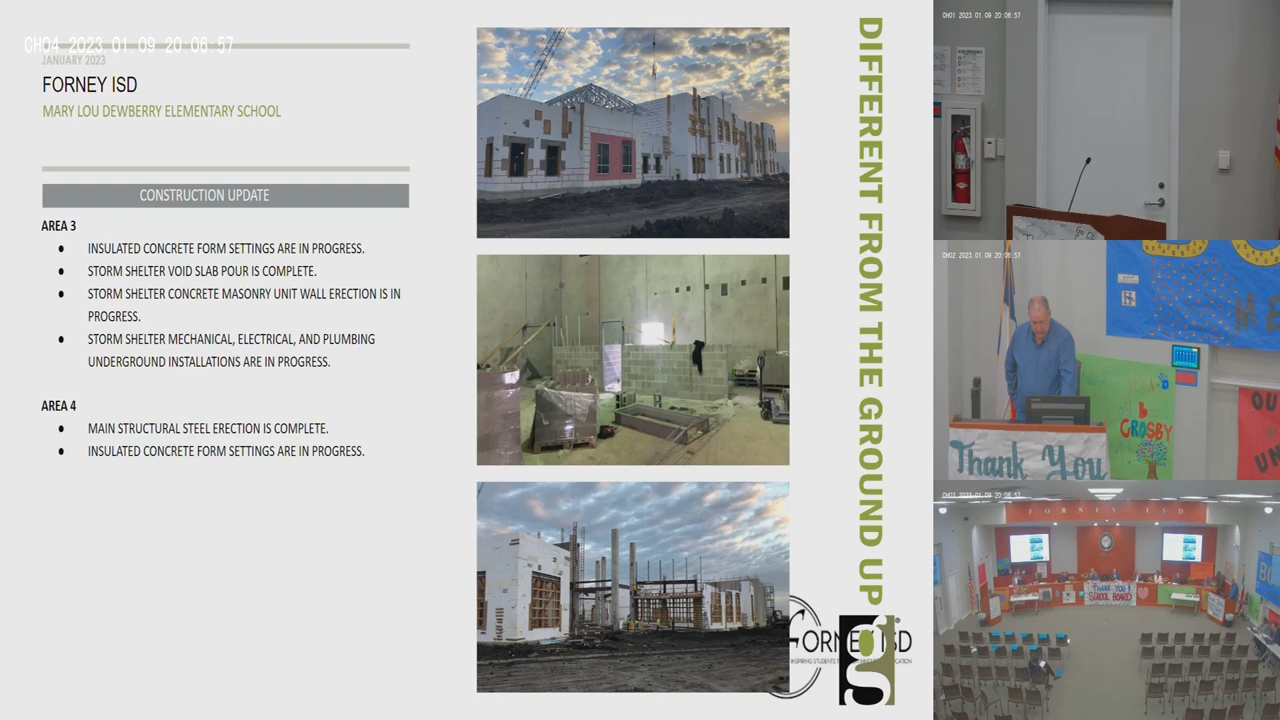 CH04 2023.01.09 20:06:57
JANUARY 2023
FORNEY ISD
MARY LOU DEWBERRY ELEMENTARY SCHOOL
CONSTRUCTION UPDATE
AREA 3
● INSULATED CONCRETE FORM SETTINGS ARE IN PROGRESS.
● STORM SHELTER VOID SLAB POUR IS COMPLETE.
● STORM SHELTER CONCRETE MASONRY UNIT WALL ERECTION IS IN
PROGRESS.
● STORM SHELTER MECHANICAL, ELECTRICAL, AND PLUMBING
UNDERGROUND INSTALLATIONS ARE IN PROGRESS.
AREA 4
● MAIN STRUCTURAL STEEL ERECTION IS COMPLETE.
● INSULATED CONCRETE FORM SETTINGS ARE IN PROGRESS.
DIFFERENT FROM THE GROUND UP
FORNEY ISD
g
®
CH01 2023.01.09 20:06:57
CH02 2023.01.09 20:06:57
CROSBY
OU
UN
Thank You
CH03 2023.01.09 20:06:57
FORNEY ISD
THANK YOU
SCHOOL BOARD